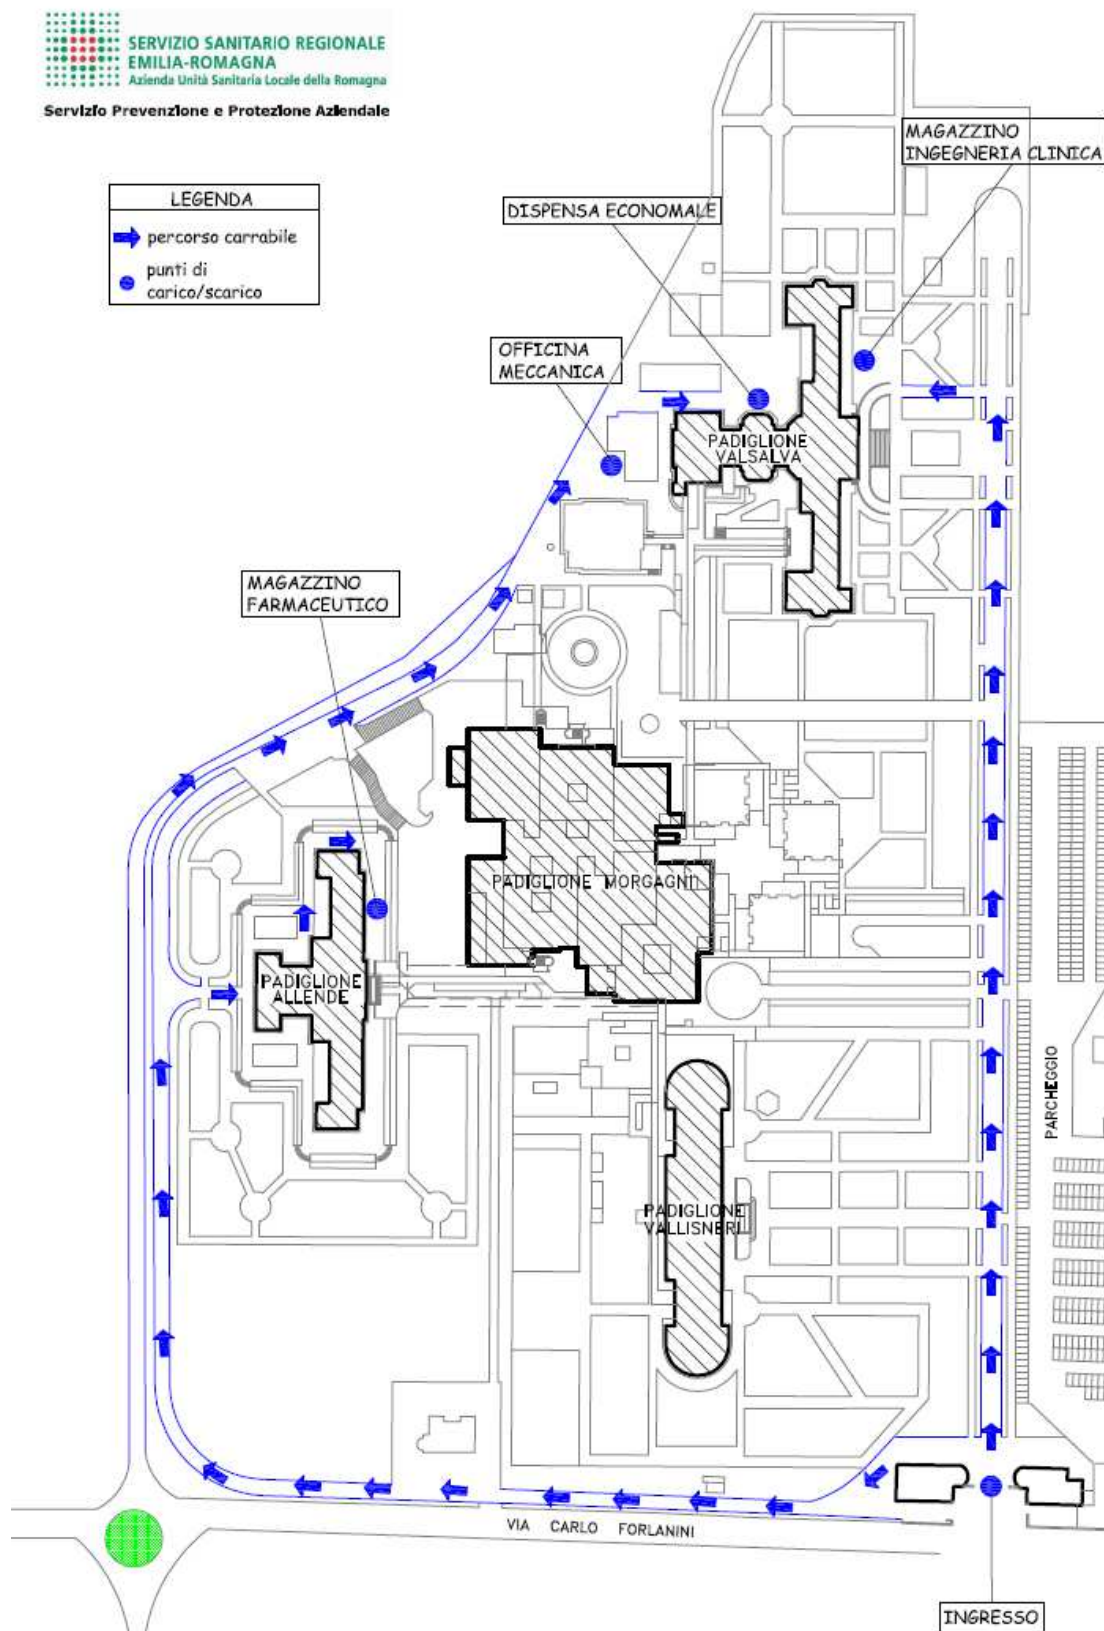 SERVIZIO SANITARIO REGIONALE
EMILIA-ROMAGNA
Azienda Unità Sanitaria Locale della Romagna
Servizio Prevenzione e Protezione Aziendale
LEGENDA
percorso carrabile
punti di
carico/scarico
MAGAZZINO
INGEGNERIA CLINICA
DISPENSA ECONOMALE
OFFICINA
MECCANICA
PADIGLIONE
VALSALVA
MAGAZZINO
FARMACEUTICO
PADIGLIONE MORGAGNI
PADIGLIONE
ALLENDE
PARCHEGGIO
PADIGLIONE
VALLISNERI
VIA CARLO FORLANINI
INGRESSO